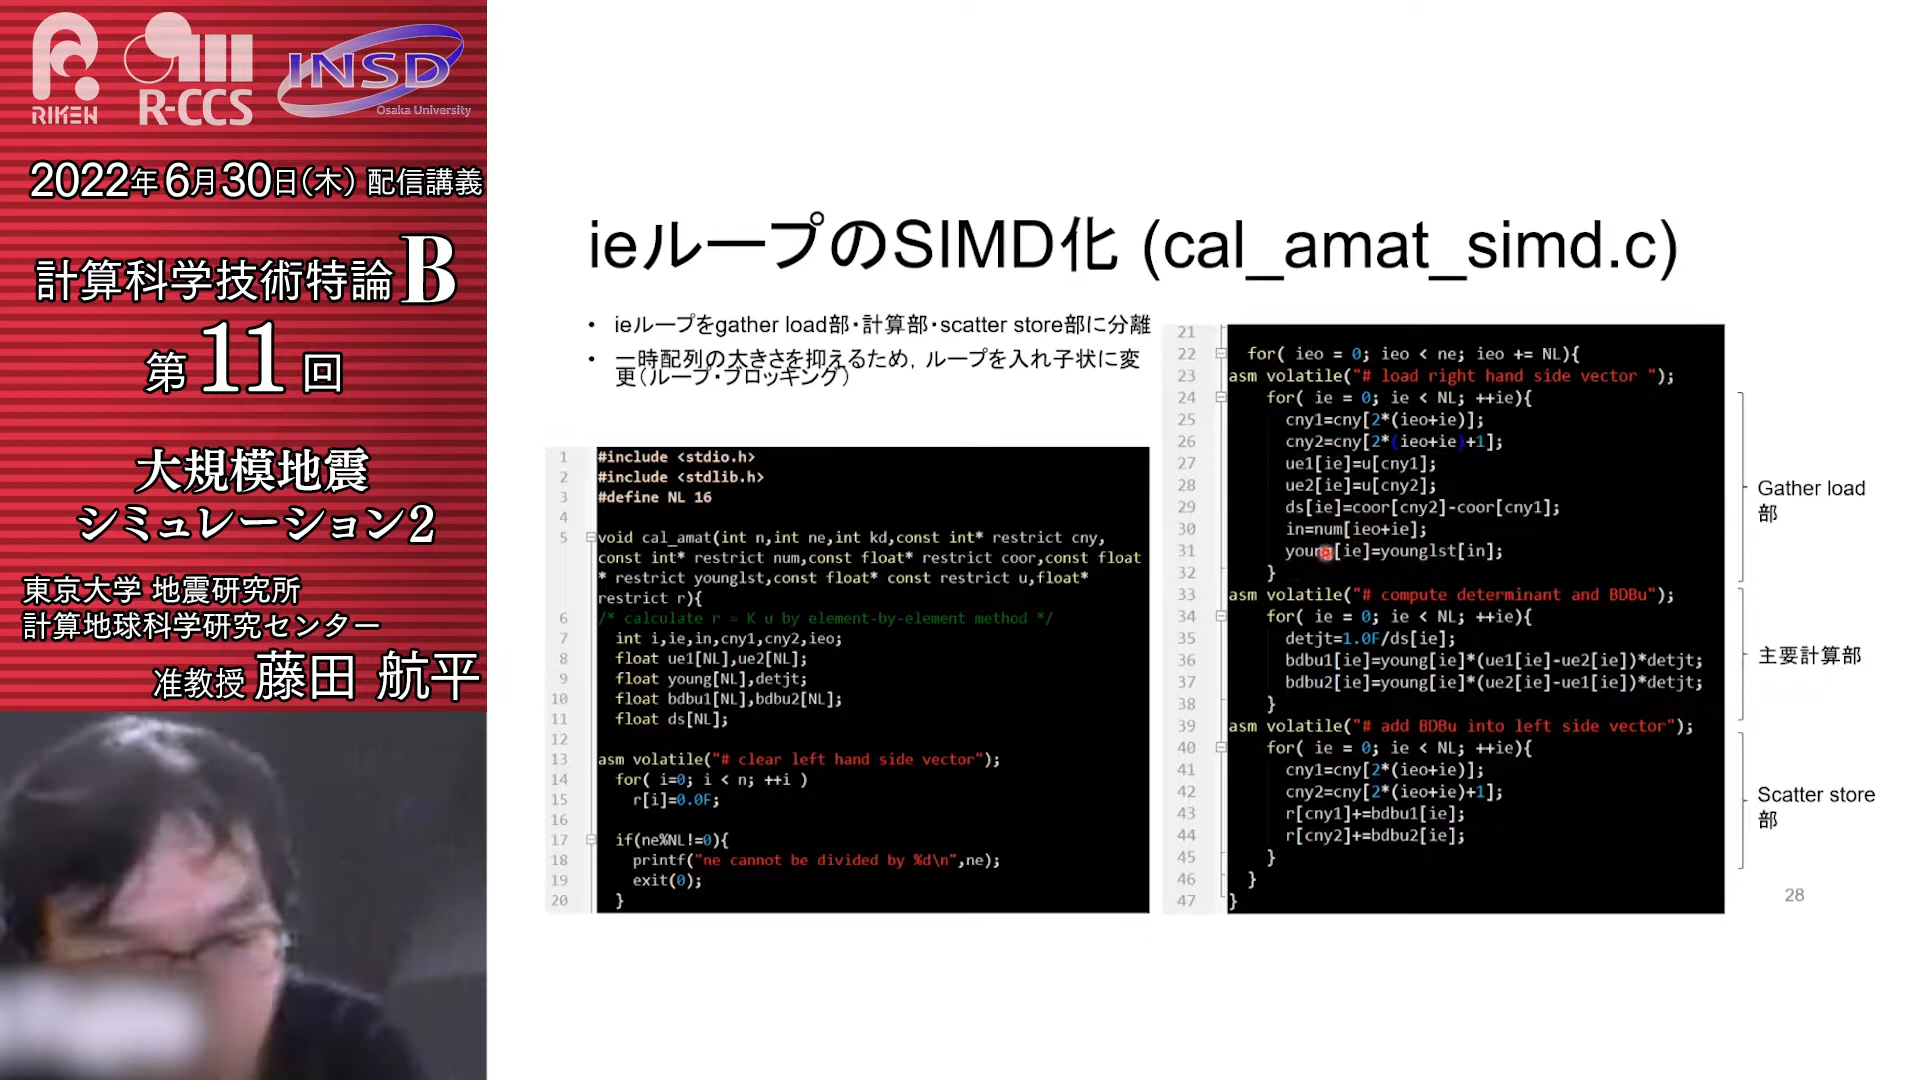 RIKEN
R-CCS
INSD
Osaka University
2022年6月30日(木) 配信講義
計算科学技術特論B
第11回
大規模地震
シミュレーション2
東京大学 地震研究所
計算地球科学研究センター
准教授 藤田 航平
ieループのSIMD化 (cal_amat_simd.c)
• ieループをgather load部・計算部・scatter store部に分離
• 一時配列の大きさを抑えるため，ループを入れ子状に変
更（ループ・ブロッキング）
1 #include <stdio.h>
2 #include <stdlib.h>
3 #define NL 16
4
5 void cal_amat(int n,int ne,int kd,const int* restrict cny,
const int* restrict num,const float* restrict coor,const float
* restrict younglst,const float* const restrict u,float*
restrict r){
6 /* calculate r = K u by element-by-element method */
7 int i,ie,in,cny1,cny2,ieo;
8 float ue1[NL],ue2[NL];
9 float young[NL],detjt;
10 float bdbu1[NL],bdbu2[NL];
11 float ds[NL];
12
13 asm volatile("# clear left hand side vector");
14 for( i=0; i < n; ++i )
15 r[i]=0.0F;
16
17 if(ne%NL!=0){
18 printf("ne cannot be divided by %d\n",ne);
19 exit(0);
20 }
21
22 for( ieo = 0; ieo < ne; ieo += NL){
23 asm volatile("# load right hand side vector ");
24 for( ie = 0; ie < NL; ++ie){
25 cny1=cny[2*(ieo+ie)];
26 cny2=cny[2*(ieo+ie)+1];
27 ue1[ie]=u[cny1];
28 ue2[ie]=u[cny2];
29 ds[ie]=coor[cny2]-coor[cny1];
30 in=num[ieo+ie];
31 young[ie]=younglst[in];
32 }
33 asm volatile("# compute determinant and BDBu");
34 for( ie = 0; ie < NL; ++ie){
35 detjt=1.0F/ds[ie];
36 bdbu1[ie]=young[ie]*(ue1[ie]-ue2[ie])*detjt;
37 bdbu2[ie]=young[ie]*(ue2[ie]-ue1[ie])*detjt;
38 }
39 asm volatile("# add BDBu into left side vector");
40 for( ie = 0; ie < NL; ++ie){
41 cny1=cny[2*(ieo+ie)];
42 cny2=cny[2*(ieo+ie)+1];
43 r[cny1]+=bdbu1[ie];
44 r[cny2]+=bdbu2[ie];
45 }
46 }
47 }
Gather load
部
主要計算部
Scatter store
部
28